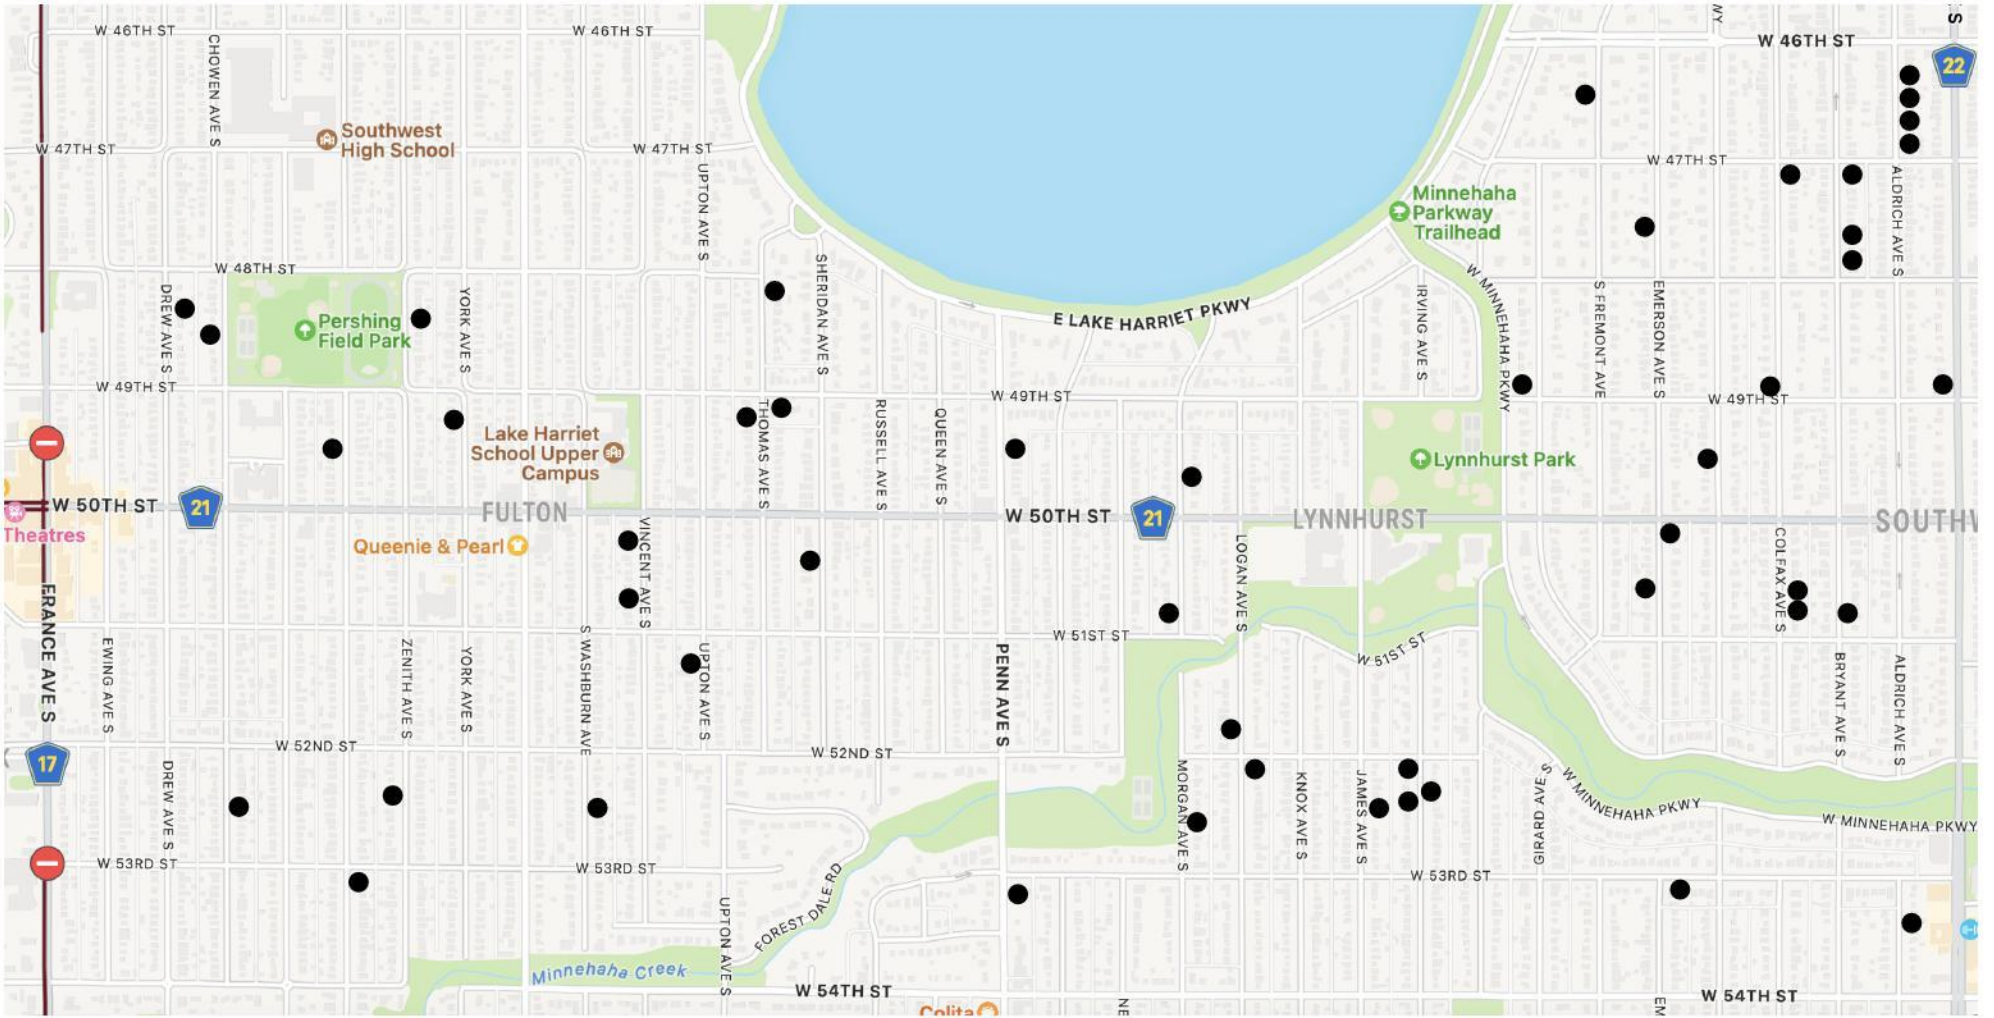 W 46TH ST
W 46TH ST
WY
S
W 46TH ST
22
CHOWEN AVE S
Southwest
High School
W 47TH ST
W 47TH ST
W 47TH ST
UPTON AVE S
ALDRICH AVE S
Minnehaha
Parkway
Trailhead
W 48TH ST
SHERIDAN AVE S
W MINNEHAHA PKWY
DREW AVE S
YORK AVE S
Pershing
Field Park
E LAKE HARRIET PKWY
IRVING AVE S
S FREMONT AVE
EMERSON AVE S
W 49TH ST
W 49TH ST
W 49TH ST
THOMAS AVE S
RUSSELL AVE S
QUEEN AVE S
Lake Harriet
School Upper
Campus
Lynnhurst Park
W 50TH ST
21
FULTON
W 50TH ST
21
LYNNHURST
SOUTHW
Theatres
Queenie & Pearl
VINCENT AVE S
LOGAN AVE S
COLFAX AVE S
FRANCE AVE S
W 51ST ST
W 51ST ST
EWING AVE S
ZENITH AVE S
YORK AVE S
S WASHBURN AVE
UPTON AVE S
PENN AVE S
BRYANT AVE S
ALDRICH AVE S
W 52ND ST
W 52ND ST
17
DREW AVE S
MORGAN AVE S
KNOX AVE S
JAMES AVE S
GIRARD AVE S
W MINNEHAHA PKWY
W MINNEHAHA PKWY
W 53RD ST
W 53RD ST
W 53RD ST
UPTON AVE S
FOREST DALE RD
Minnehaha Creek
W 54TH ST
W 54TH ST
Colita
NE
EM